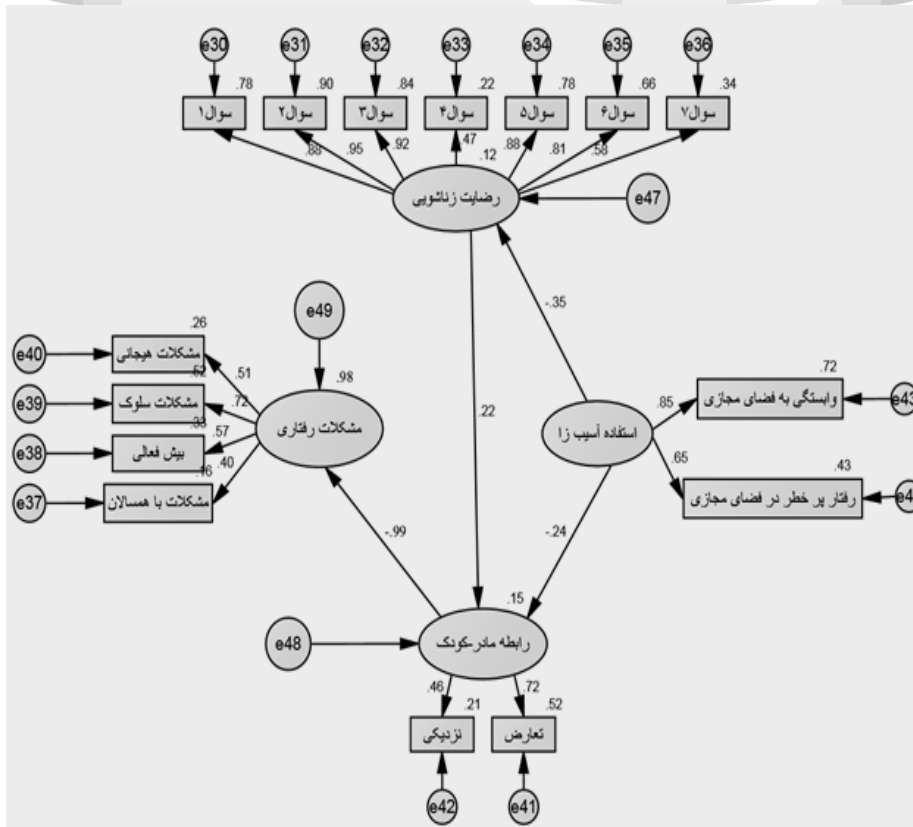 e30 e31 e32 e33 e34 e35 e36
.78 .90 .84 .22 .78 .66 .34
سوال۱ سوال۲ سوال۳ سوال۴ سوال۵ سوال۶ سوال۷
.88 .95 .92 .47 .12 .88 .81 .58
رضایت زناشویی
e47
e49
-.35
.26
e40 مشکلات هیجانی
.51
.52
.98
.72
e39 مشکلات سلوک
.72
وابستگی به فضای مجازی
e43
.85
.33
.57
.22
مشکلات رفتاری
استفاده آسیب زا
e38 بیش فعالی
.16
.40
.65
.43
e37 مشکلات با همسالان
رفتار پر خطر در فضای مجازی
-.99
-.24
.15
e48
رابطه مادر-کودک
.46 .72
.21 .52
نزدیکی تعارض
e42 e41